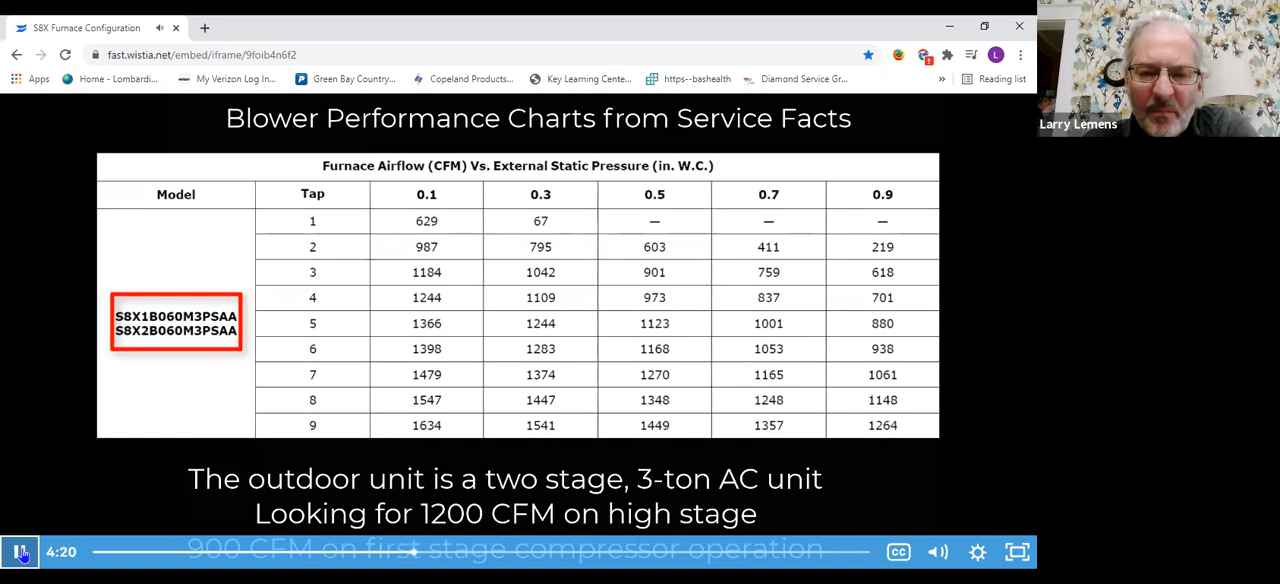 S8X Furnace Configuration
fast.wistia.net/embed/iframe/9foib4n6f2
Apps Home - Lombardi... My Verizon Log In... Green Bay Country... Copeland Products... Key Learning Cente... https--bashealth Diamond Service Gr... » Reading list
L
Larry Lemens
Blower Performance Charts from Service Facts
Furnace Airflow (CFM) Vs. External Static Pressure (in. W.C.)
Model Tap 0.1 0.3 0.5 0.7 0.9
1 629 67 — — —
2 987 795 603 411 219
3 1184 1042 901 759 618
4 1244 1109 973 837 701
S8X1B060M3PSAA
S8X2B060M3PSAA
5 1366 1244 1123 1001 880
6 1398 1283 1168 1053 938
7 1479 1374 1270 1165 1061
8 1547 1447 1348 1248 1148
9 1634 1541 1449 1357 1264
The outdoor unit is a two stage, 3-ton AC unit
Looking for 1200 CFM on high stage
900 CFM on first stage compressor operation
4:20
CC